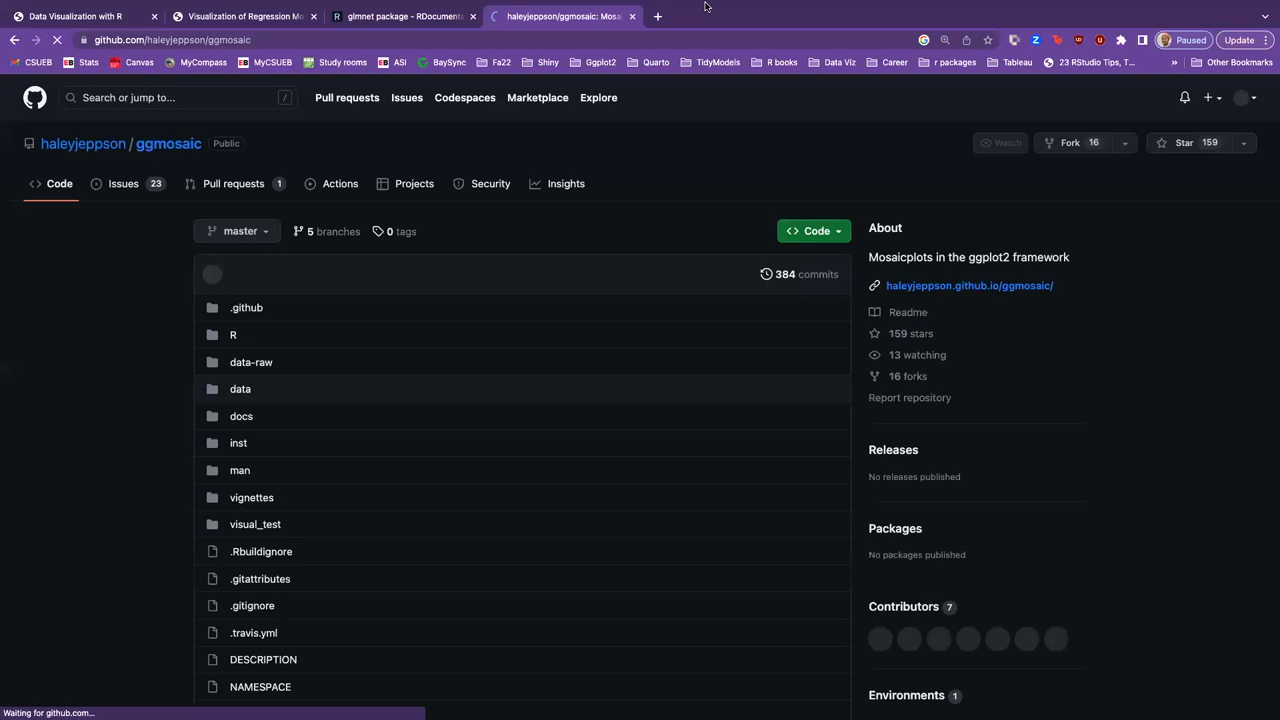 Data Visualization with R
Visualization of Regression Mo
glmnet package - RDocumenta
haleyjeppson/ggmosaic: Mosai
github.com/haleyjeppson/ggmosaic
Paused
Update
CSUEB
Stats
Canvas
MyCompass
MyCSUEB
Study rooms
ASI
BaySync
Fa22
Shiny
Ggplot2
Quarto
TidyModels
R books
Data Viz
Career
r packages
Tableau
23 RStudio Tips, T...
Other Bookmarks
Search or jump to...
/
Pull requests
Issues
Codespaces
Marketplace
Explore
haleyjeppson / ggmosaic
Public
Watch
Fork 16
Star 159
Code
Issues 23
Pull requests 1
Actions
Projects
Security
Insights
master
5 branches
0 tags
Code
384 commits
.github
R
data-raw
data
docs
inst
man
vignettes
visual_test
.Rbuildignore
.gitattributes
.gitignore
.travis.yml
DESCRIPTION
NAMESPACE
About
Mosaicplots in the ggplot2 framework
haleyjeppson.github.io/ggmosaic/
Readme
159 stars
13 watching
16 forks
Report repository
Releases
No releases published
Packages
No packages published
Contributors 7
Environments 1
Waiting for github.com...